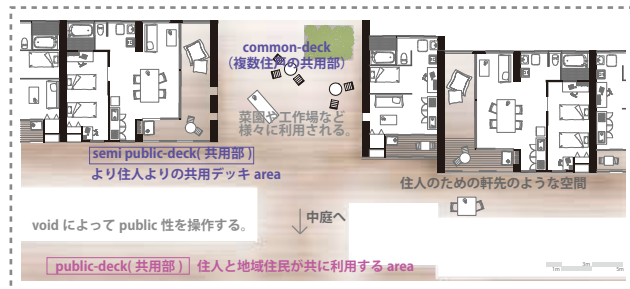 common-deck
(複数住戸の共用部)
菜園や工作場など
様々に利用される。
semi public-deck( 共用部 )
より住人よりの共用デッキ area
住人のための軒先のような空間
void によって public 性を操作する。
中庭へ
public-deck( 共用部 ) 住人と地域住民が共に利用する area
1m 3m 5m